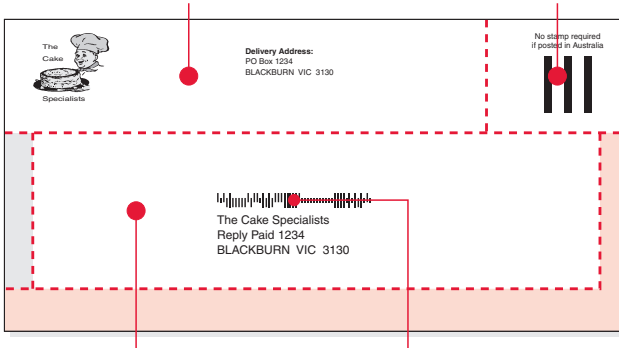 The
Cake
Specialists
Delivery Address:
PO Box 1234
BLACKBURN VIC 3130
No stamp required
if posted in Australia
The Cake Specialists
Reply Paid 1234
BLACKBURN VIC 3130